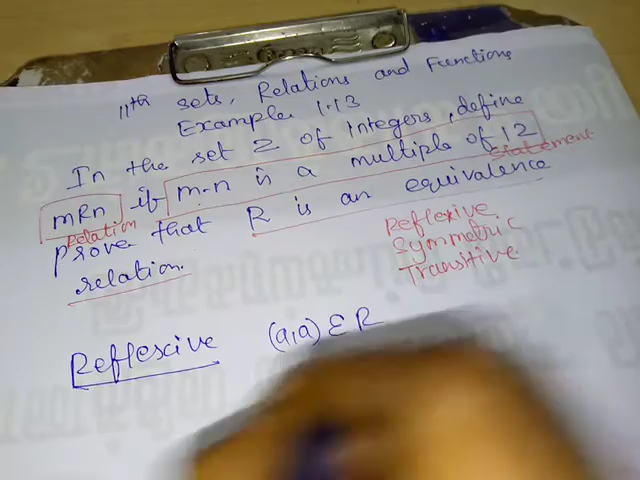 11th sets, Relations and Functions
Example 1.13
In the set Z of Integers, define
mRn if m-n is a multiple of 12
Relation
statement
prove that R is an equivalence
relation.
Reflexive
Symmetric
Transitive
Reflexive (a,a) ∈ R